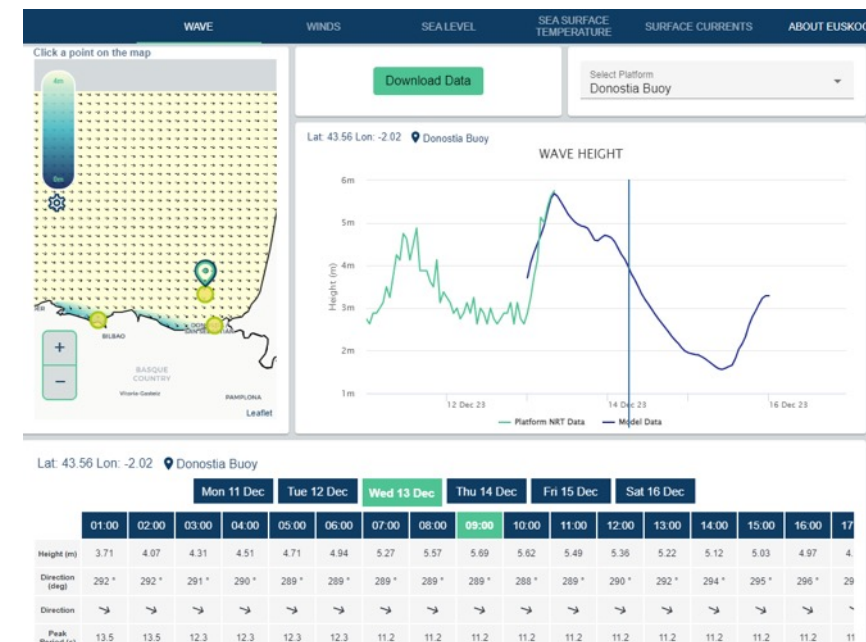 WAVE WINDS SEA LEVEL SEA SURFACE TEMPERATURE SURFACE CURRENTS ABOUT EUSKOO
Click a point on the map
4m
0m
+
−
BILBAO
BASQUE
COUNTRY
Vitoria-Gasteiz
PAMPLONA
Leaflet
Download Data
Select Platform
Donostia Buoy
Lat: 43.56 Lon: -2.02 Donostia Buoy
WAVE HEIGHT
Height (m)
6m
5m
4m
3m
2m
1m
12 Dec 23 14 Dec 23 16 Dec 23
Platform NRT Data Model Data
Lat: 43.56 Lon: -2.02 Donostia Buoy
Mon 11 Dec Tue 12 Dec Wed 13 Dec Thu 14 Dec Fri 15 Dec Sat 16 Dec
01:00 02:00 03:00 04:00 05:00 06:00 07:00 08:00 09:00 10:00 11:00 12:00 13:00 14:00 15:00 16:00 17
Height (m) 3.71 4.07 4.31 4.51 4.71 4.94 5.27 5.57 5.69 5.62 5.49 5.36 5.22 5.12 5.03 4.97 4.
Direction (deg) 292 ° 292 ° 291 ° 290 ° 289 ° 289 ° 289 ° 289 ° 289 ° 288 ° 289 ° 290 ° 292 ° 294 ° 295 ° 296 ° 29
Direction
Peak Period (s) 13.5 13.5 12.3 12.3 12.3 12.3 11.2 11.2 11.2 11.2 11.2 11.2 11.2 11.2 11.2 11.2 11